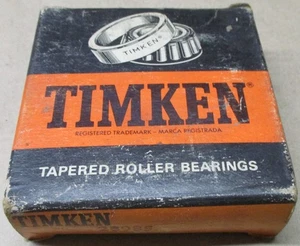 TIMKEN
TIMKEN®
REGISTERED TRADEMARK - MARCA REGISTRADA
TAPERED ROLLER BEARINGS
TIMKEN